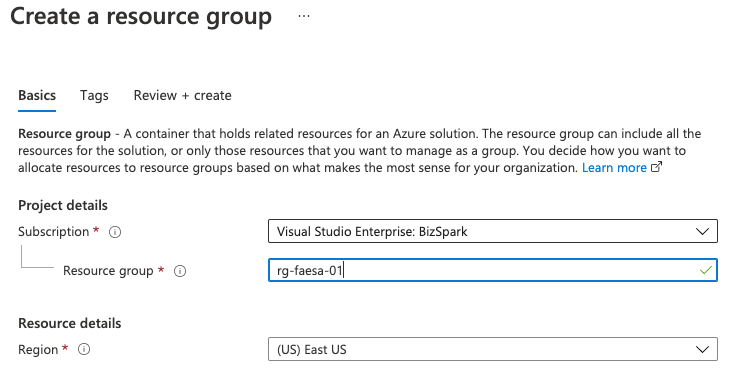 Create a resource group ...
Basics Tags Review + create
Resource group - A container that holds related resources for an Azure solution. The resource group can include all the
resources for the solution, or only those resources that you want to manage as a group. You decide how you want to
allocate resources to resource groups based on what makes the most sense for your organization. Learn more
Project details
Subscription * Visual Studio Enterprise: BizSpark
Resource group * rg-faesa-01
Resource details
Region * (US) East US